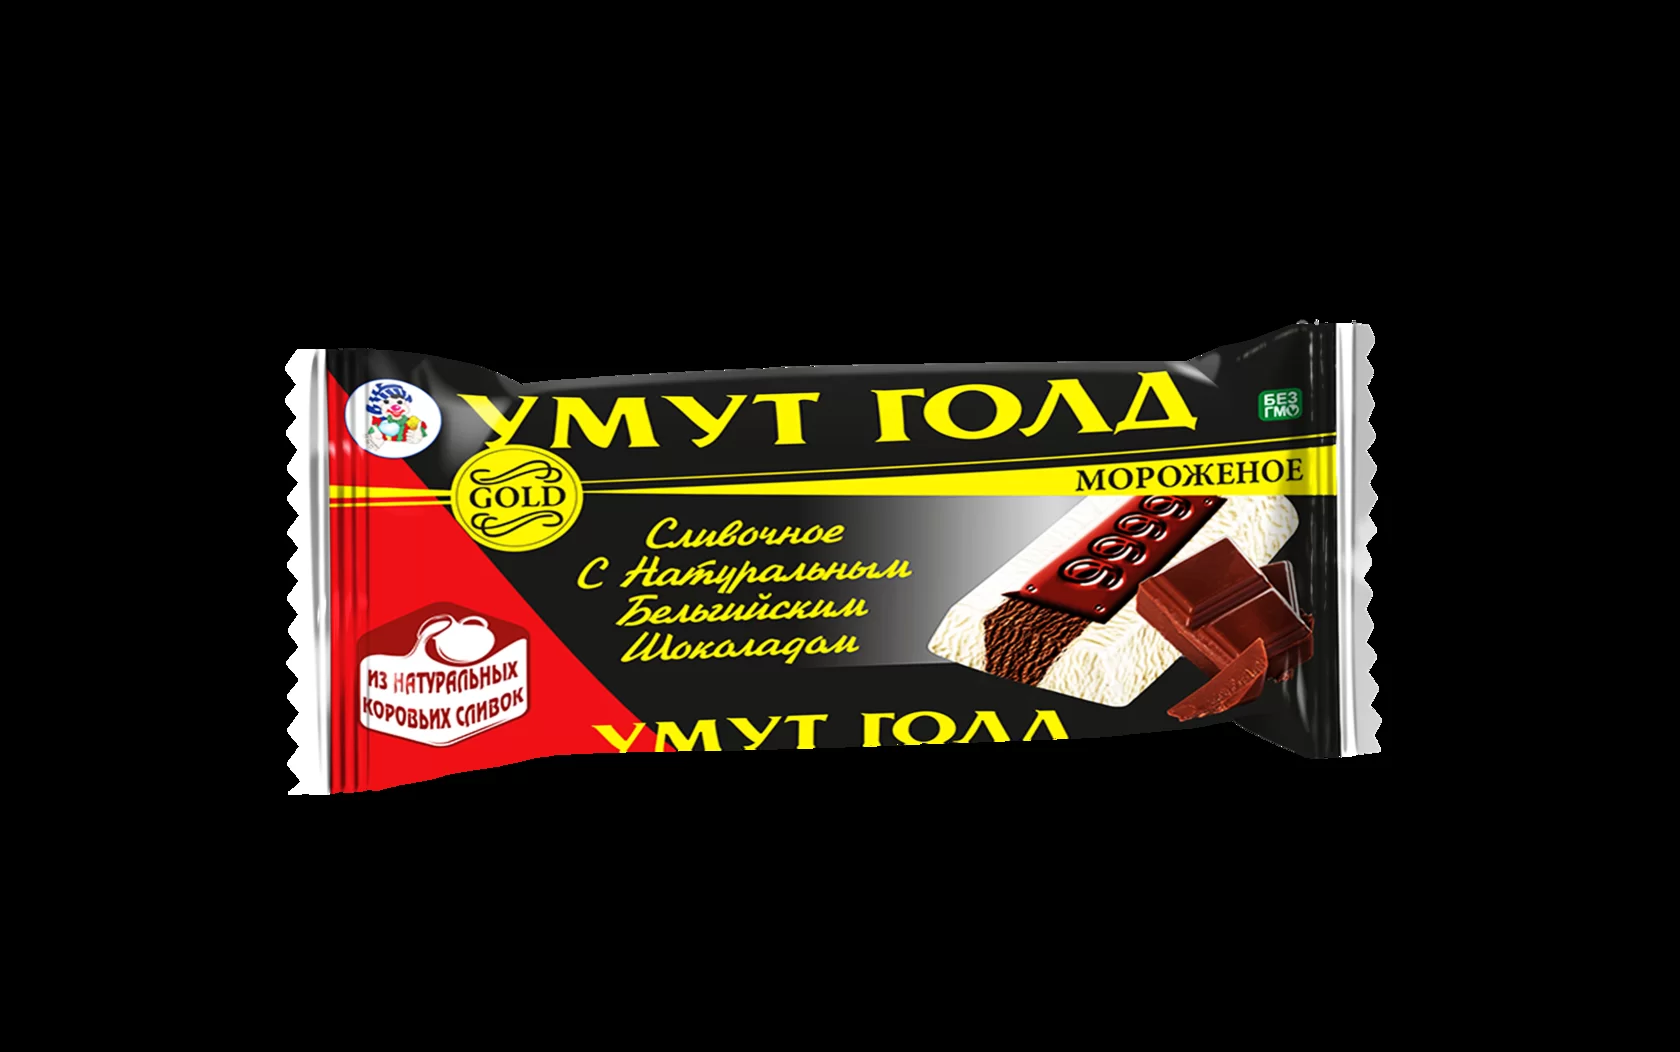 УМУТ ГОЛД
БЕЗ
ГМО
МОРОЖЕНОЕ
GOLD
Сливочное
С Натуральным
Бельгийским
Шоколадом
9999
ИЗ НАТУРАЛЬНЫХ
КОРОВЬИХ СЛИВОК
УМУТ ГОЛД